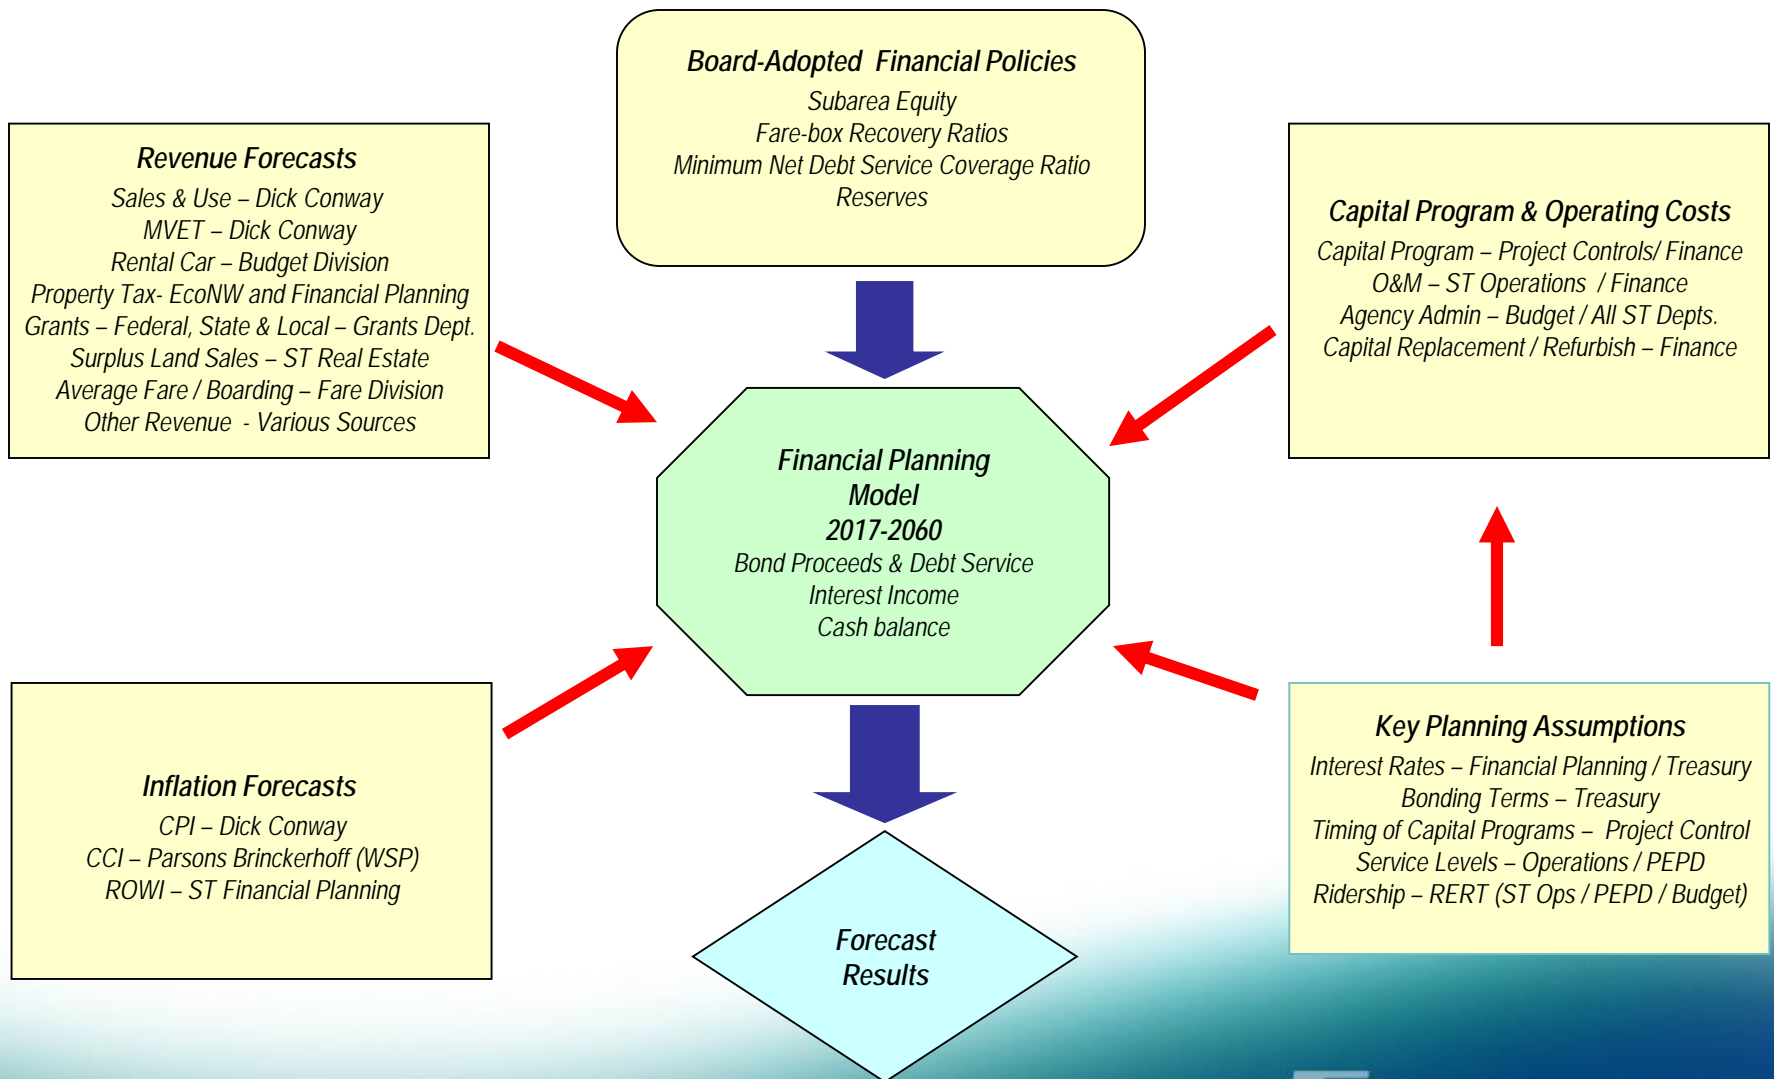 Board-Adopted Financial Policies
Subarea Equity
Fare-box Recovery Ratios
Minimum Net Debt Service Coverage Ratio
Reserves
Revenue Forecasts
Sales & Use – Dick Conway
MVET – Dick Conway
Rental Car – Budget Division
Property Tax- EcoNW and Financial Planning
Grants – Federal, State & Local – Grants Dept.
Surplus Land Sales – ST Real Estate
Average Fare / Boarding – Fare Division
Other Revenue - Various Sources
Capital Program & Operating Costs
Capital Program – Project Controls/ Finance
O&M – ST Operations / Finance
Agency Admin – Budget / All ST Depts.
Capital Replacement / Refurbish – Finance
Financial Planning
Model
2017-2060
Bond Proceeds & Debt Service
Interest Income
Cash balance
Inflation Forecasts
CPI – Dick Conway
CCI – Parsons Brinckerhoff (WSP)
ROWI – ST Financial Planning
Key Planning Assumptions
Interest Rates – Financial Planning / Treasury
Bonding Terms – Treasury
Timing of Capital Programs – Project Control
Service Levels – Operations / PEPD
Ridership – RERT (ST Ops / PEPD / Budget)
Forecast
Results